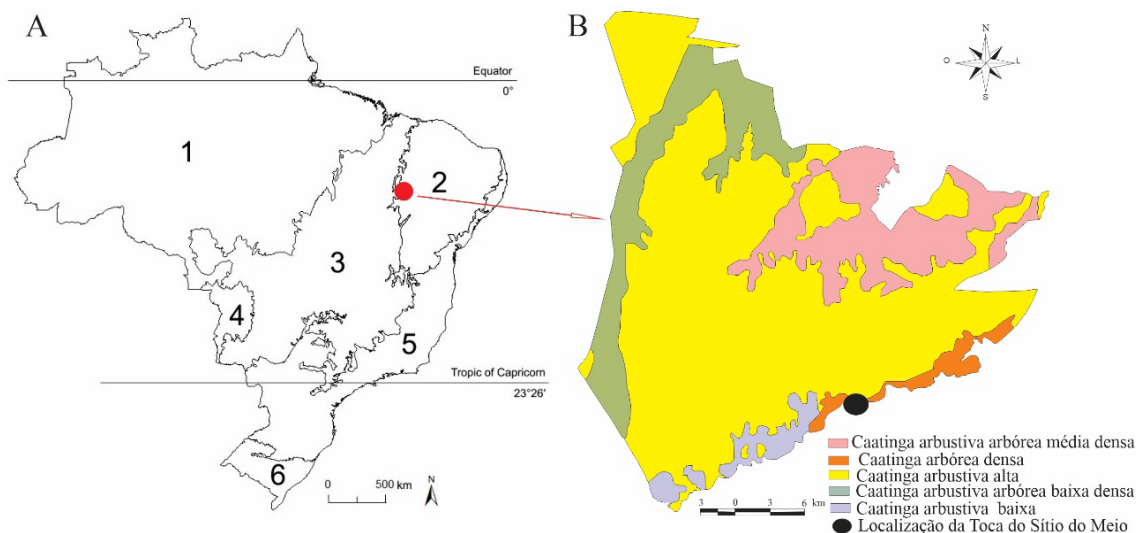 A
Equator
0°
1
2
3
4
5
6
Tropic of Capricorn
23°26'
0 500 km
N
B
N
O L
S
3 0 3 6 km
Caatinga arbustiva arbórea média densa
Caatinga arbórea densa
Caatinga arbustiva alta
Caatinga arbustiva arbórea baixa densa
Caatinga arbustiva baixa
Localização da Toca do Sítio do Meio